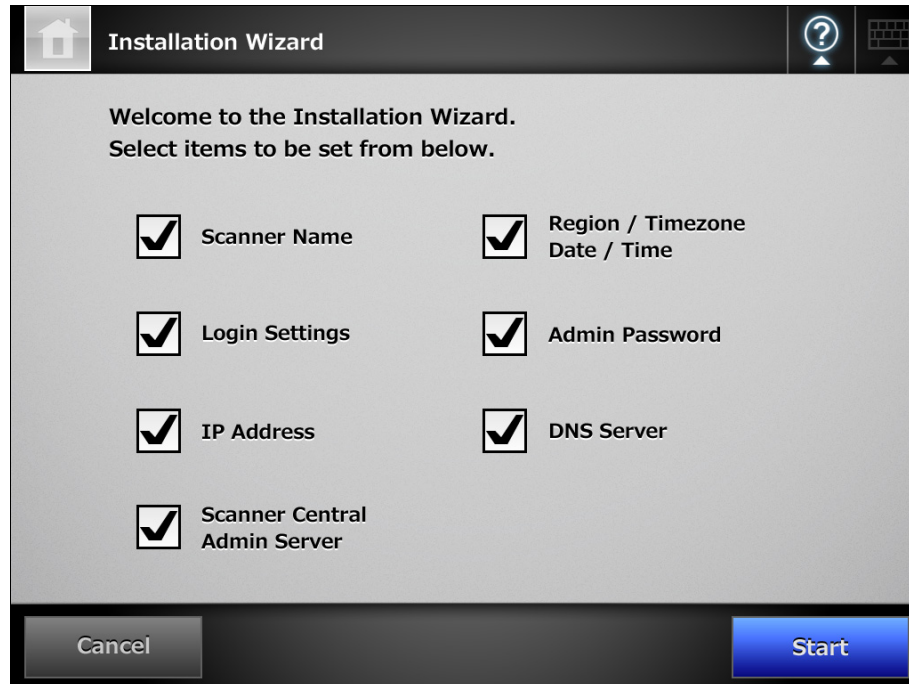 Installation Wizard
?
Welcome to the Installation Wizard.
Select items to be set from below.
Scanner Name
Region / Timezone
Date / Time
Login Settings
Admin Password
IP Address
DNS Server
Scanner Central
Admin Server
Cancel
Start